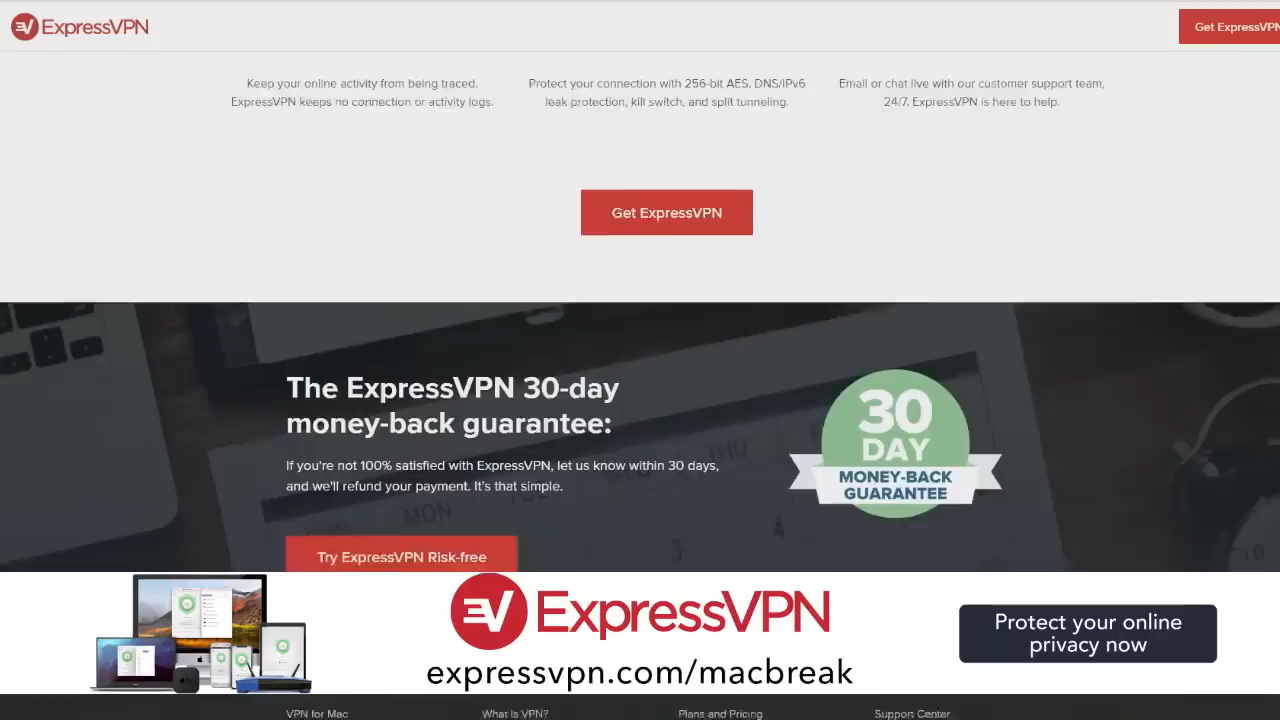 ExpressVPN
Get ExpressVPN
Keep your online activity from being traced.
ExpressVPN keeps no connection or activity logs.
Protect your connection with 256-bit AES, DNS/IPv6
leak protection, kill switch, and split tunneling.
Email or chat live with our customer support team,
24/7. ExpressVPN is here to help.
Get ExpressVPN
The ExpressVPN 30-day
money-back guarantee:
If you're not 100% satisfied with ExpressVPN, let us know within 30 days,
and we'll refund your payment. It's that simple.
Try ExpressVPN Risk-free
30
DAY
MONEY-BACK
GUARANTEE
THU
MON
4
5
ExpressVPN
expressvpn.com/macbreak
Protect your online
privacy now
VPN for Mac
What Is VPN?
Plans and Pricing
Support Center